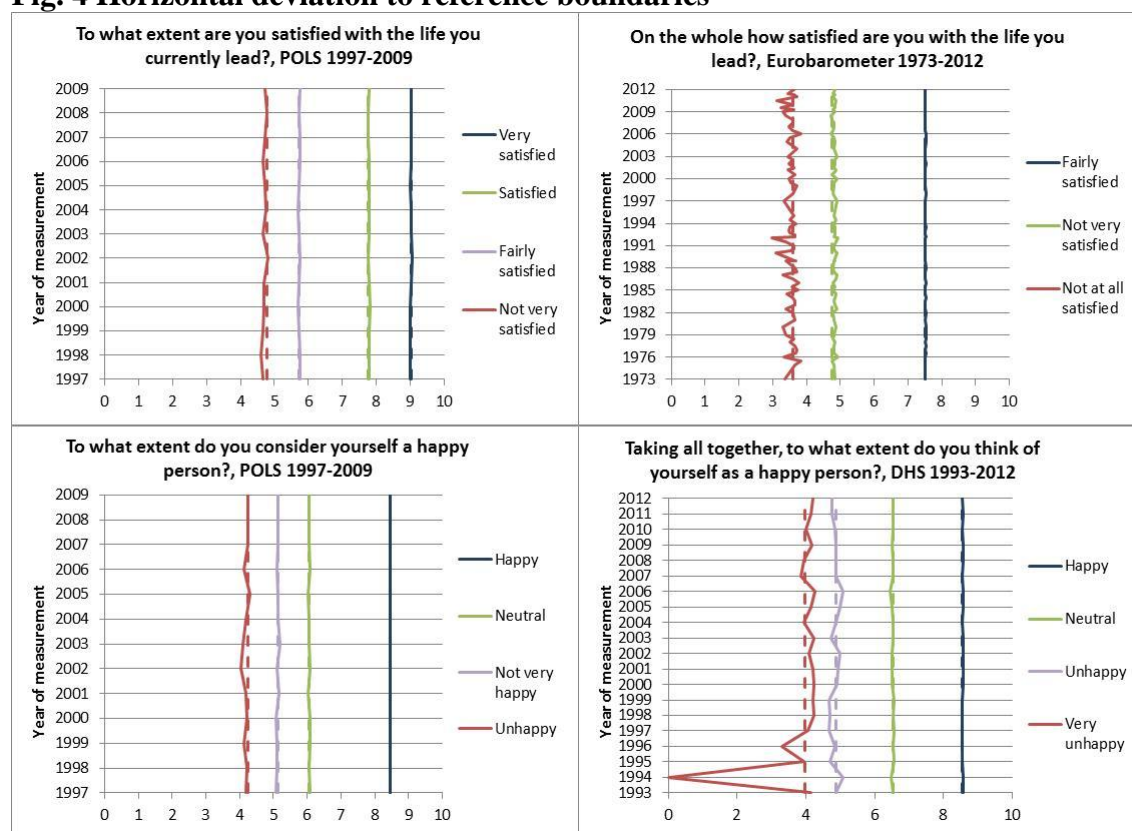 Fig. 4 Horizontal deviation to reference boundaries
To what extent are you satisfied with the life you
currently lead?, POLS 1997-2009
Year of measurement
2009
2008
2007
2006
2005
2004
2003
2002
2001
2000
1999
1998
1997
0 1 2 3 4 5 6 7 8 9 10
Very
satisfied
Satisfied
Fairly
satisfied
Not very
satisfied
On the whole how satisfied are you with the life you
lead?, Eurobarometer 1973-2012
Year of measurement
2012
2009
2006
2003
2000
1997
1994
1991
1988
1985
1982
1979
1976
1973
0 1 2 3 4 5 6 7 8 9 10
Fairly
satisfied
Not very
satisfied
Not at all
satisfied
To what extent do you consider yourself a happy
person?, POLS 1997-2009
Year of measurement
2009
2008
2007
2006
2005
2004
2003
2002
2001
2000
1999
1998
1997
0 1 2 3 4 5 6 7 8 9 10
Happy
Neutral
Not very
happy
Unhappy
Taking all together, to what extent do you think of
yourself as a happy person?, DHS 1993-2012
Year of measurement
2012
2011
2010
2009
2008
2007
2006
2005
2004
2003
2002
2001
2000
1999
1998
1997
1996
1995
1994
1993
0 2 4 6 8 10
Happy
Neutral
Unhappy
Very
unhappy